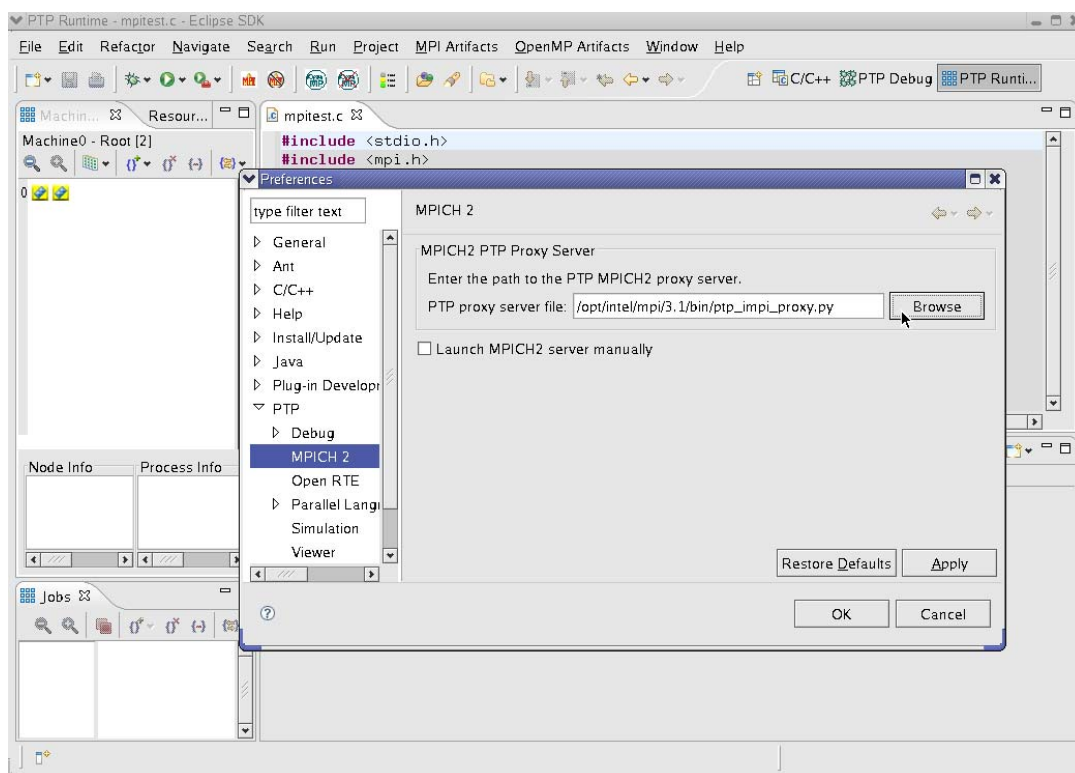 PTP Runtime - mpitest.c - Eclipse SDK
File Edit Refactor Navigate Search Run Project MPI Artifacts OpenMP Artifacts Window Help
C/C++ PTP Debug PTP Runti...
Machin... Resour...
mpitest.c
Machine0 - Root [2]
#include <stdio.h>
#include <mpi.h>
0
Preferences
type filter text
MPICH 2
General
Ant
C/C++
Help
Install/Update
Java
Plug-in Developr
PTP
Debug
MPICH 2
Open RTE
Parallel Langu
Simulation
Viewer
MPICH2 PTP Proxy Server
Enter the path to the PTP MPICH2 proxy server.
PTP proxy server file: /opt/intel/mpi/3.1/bin/ptp_impi_proxy.py Browse
Launch MPICH2 server manually
Restore Defaults Apply
OK Cancel
Node Info Process Info
Jobs